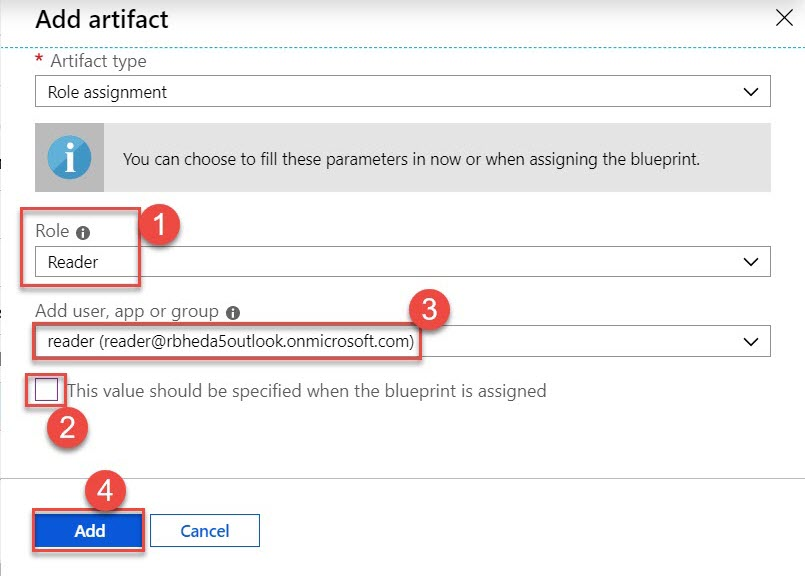 Add artifact
* Artifact type
Role assignment
You can choose to fill these parameters in now or when assigning the blueprint.
1
Role
Reader
3
Add user, app or group
reader (reader@rbheda5outlook.onmicrosoft.com)
This value should be specified when the blueprint is assigned
2
4
Add
Cancel